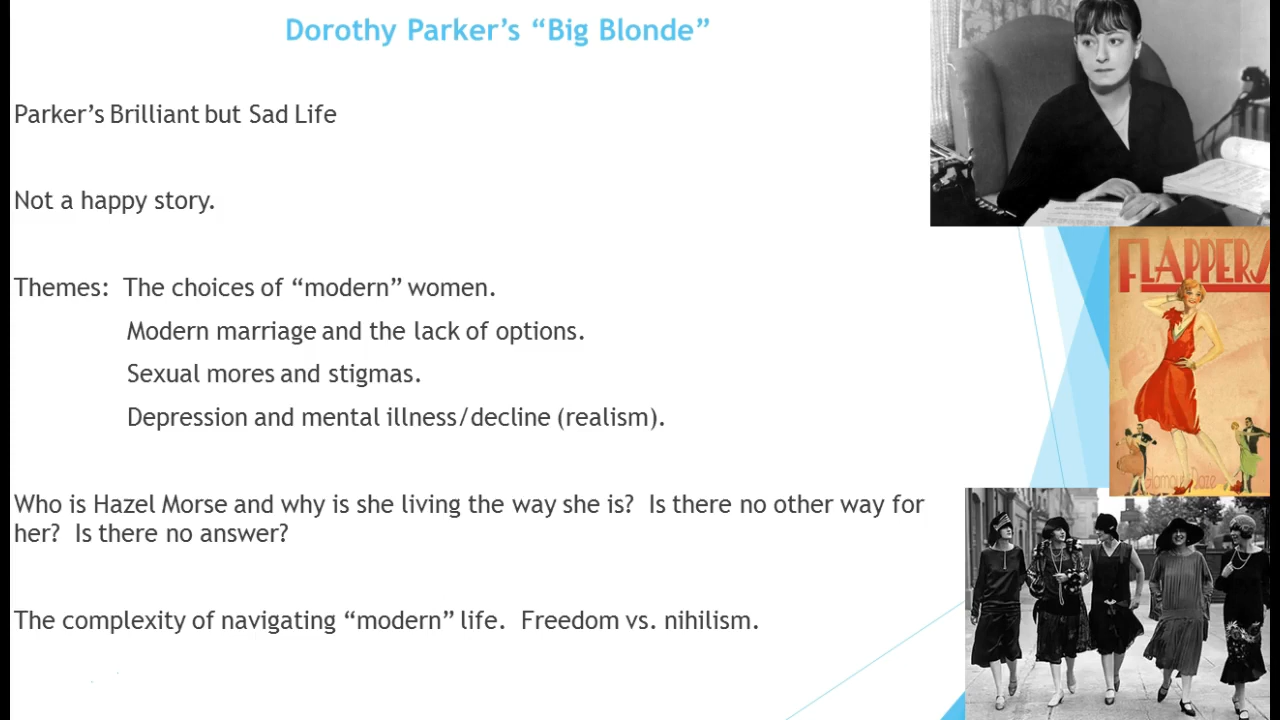 Dorothy Parker’s “Big Blonde”
Parker’s Brilliant but Sad Life
Not a happy story.
Themes:  The choices of “modern” women.
Modern marriage and the lack of options.
Sexual mores and stigmas.
Depression and mental illness/decline (realism).
Who is Hazel Morse and why is she living the way she is?  Is there no other way for
her?  Is there no answer?
The complexity of navigating “modern” life.  Freedom vs. nihilism.
FLAPPERS
Glamour Daze